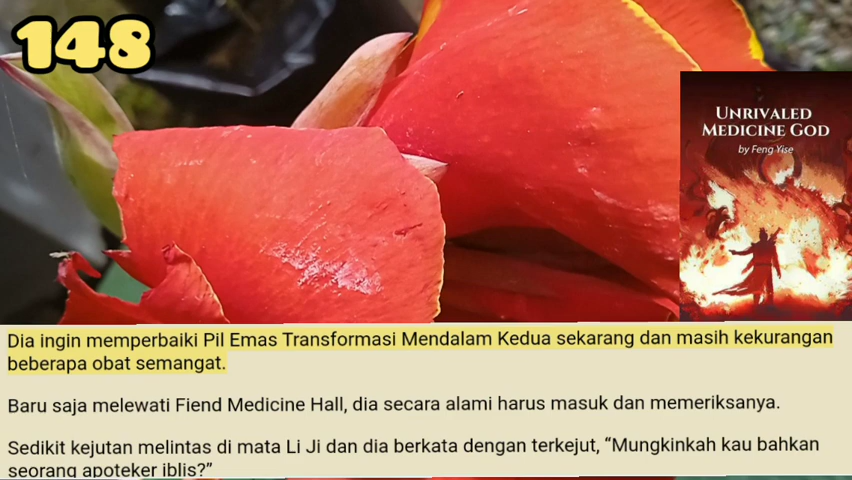 148
UNRIVALED
MEDICINE GOD
by Feng Yise
Dia ingin memperbaiki Pil Emas Transformasi Mendalam Kedua sekarang dan masih kekurangan
beberapa obat semangat.
Baru saja melewati Fiend Medicine Hall, dia secara alami harus masuk dan memeriksanya.
Sedikit kejutan melintas di mata Li Ji dan dia berkata dengan terkejut, “Mungkinkah kau bahkan
seorang apoteker iblis?”